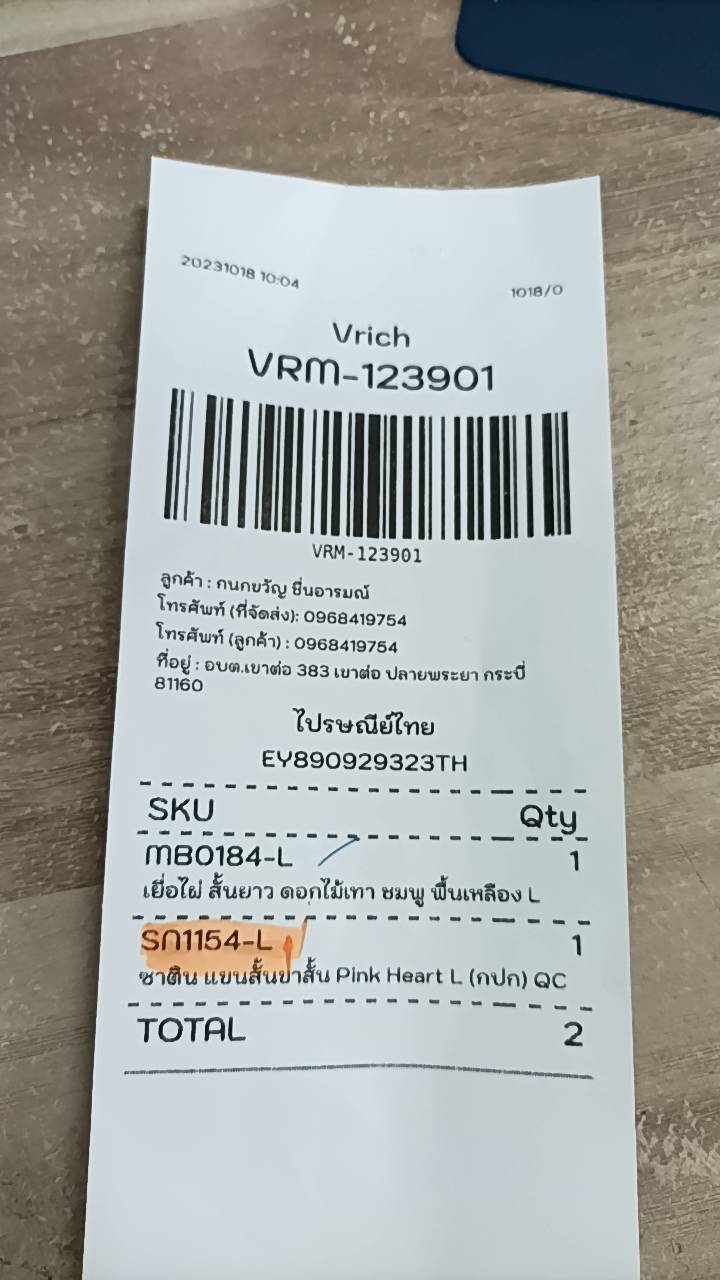 20231018 10:04
1018/0
Vrich
VRM-123901
VRM-123901
ลูกค้า : กนกขวัญ ชื่นอารมณ์
โทรศัพท์ (ที่จัดส่ง): 0968419754
โทรศัพท์ (ลูกค้า) : 0968419754
ที่อยู่ : อบต.เขาต่อ 383 เขาต่อ ปลายพระยา กระบี่
81160
ไปรษณีย์ไทย
EY890929323TH
SKU Qty
MB0184-L 1
เยื่อไผ่ สั้นยาว ดอกไม้เทา ชมพู พื้นเหลือง L
SN1154-L 1
ซาติน แขนสั้นขาสั้น Pink Heart L (กปก) QC
TOTAL 2